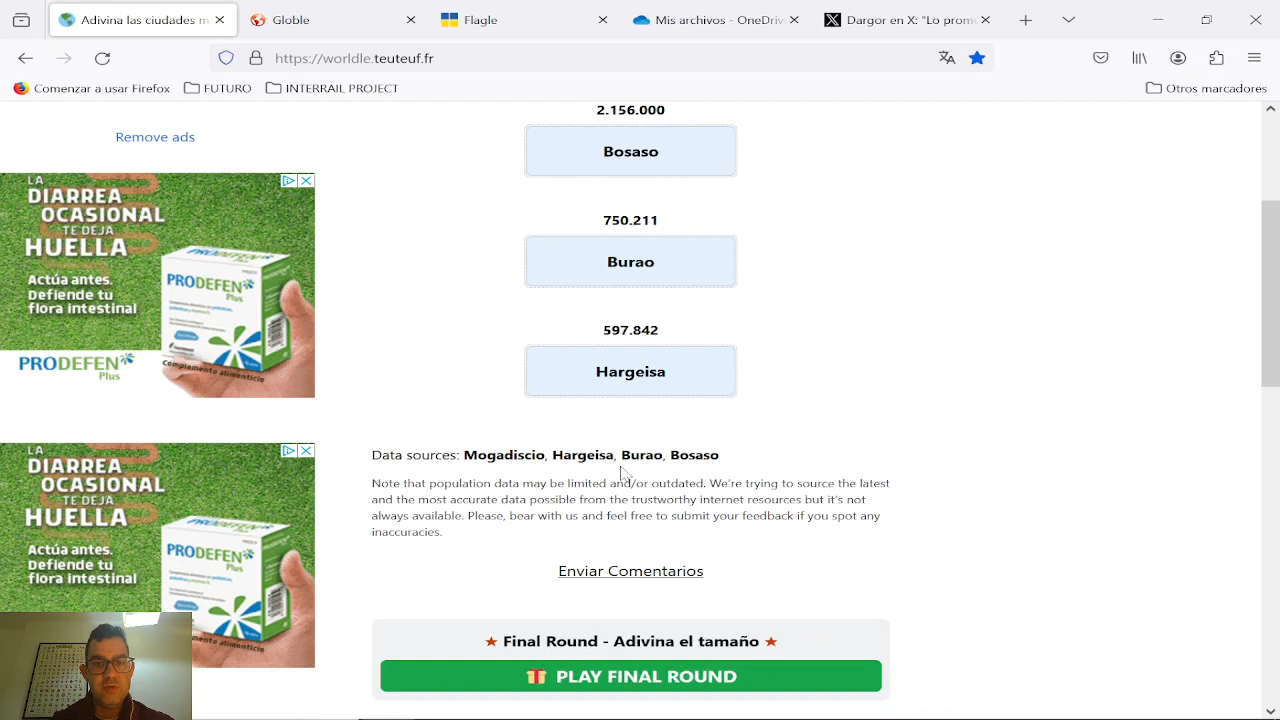 Adivina las ciudades m
Globle
Flagle
Mis archivos - OneDriv
Dargor en X: "Lo prom
https://worldle.teuteuf.fr
Comenzar a usar Firefox
FUTURO
INTERRAIL PROJECT
Otros marcadores
Remove ads
2.156.000
Bosaso
750.211
Burao
597.842
Hargeisa
Data sources: Mogadiscio, Hargeisa, Burao, Bosaso
Note that population data may be limited and/or outdated. We're trying to source the latest
and the most accurate data possible from the trustworthy internet resources but it's not
always available. Please, bear with us and feel free to submit your feedback if you spot any
inaccuracies.
Enviar Comentarios
★ Final Round - Adivina el tamaño ★
PLAY FINAL ROUND
LA
DIARREA
OCASIONAL
TE DEJA
HUELLA
Actúa antes.
Defiende tu
flora intestinal
PRODEFEN
Plus
PRODEFEN
Plus
Complemento alimenticio
LA
DIARREA
OCASIONAL
TE DEJA
HUELLA
Actúa antes.
Defiende tu
flora intestinal
PRODEFEN
Plus